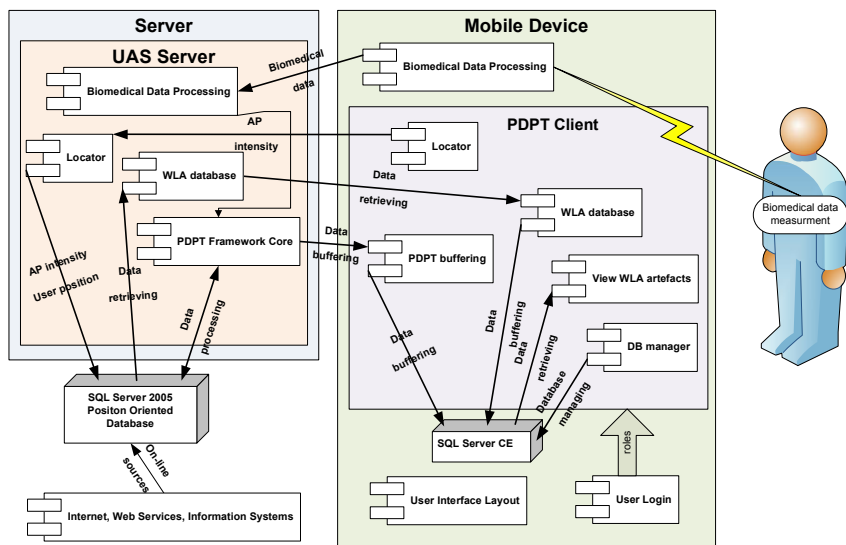 Server
Mobile Device
UAS Server
Biomedical Data Processing
Biomedical
data
Biomedical Data Processing
PDPT Client
AP
intensity
Locator
Locator
WLA database
Data
retrieving
WLA database
Biomedical data
measurment
PDPT Framework Core
Data
buffering
PDPT buffering
View WLA artefacts
AP intensity
User position
Data
retrieving
Data
processing
Data
buffering
Data
buffering
Data
retrieving
DB manager
Database
managing
SQL Server 2005
Positon Oriented
Database
SQL Server CE
On-line
sources
roles
User Interface Layout
User Login
Internet, Web Services, Information Systems